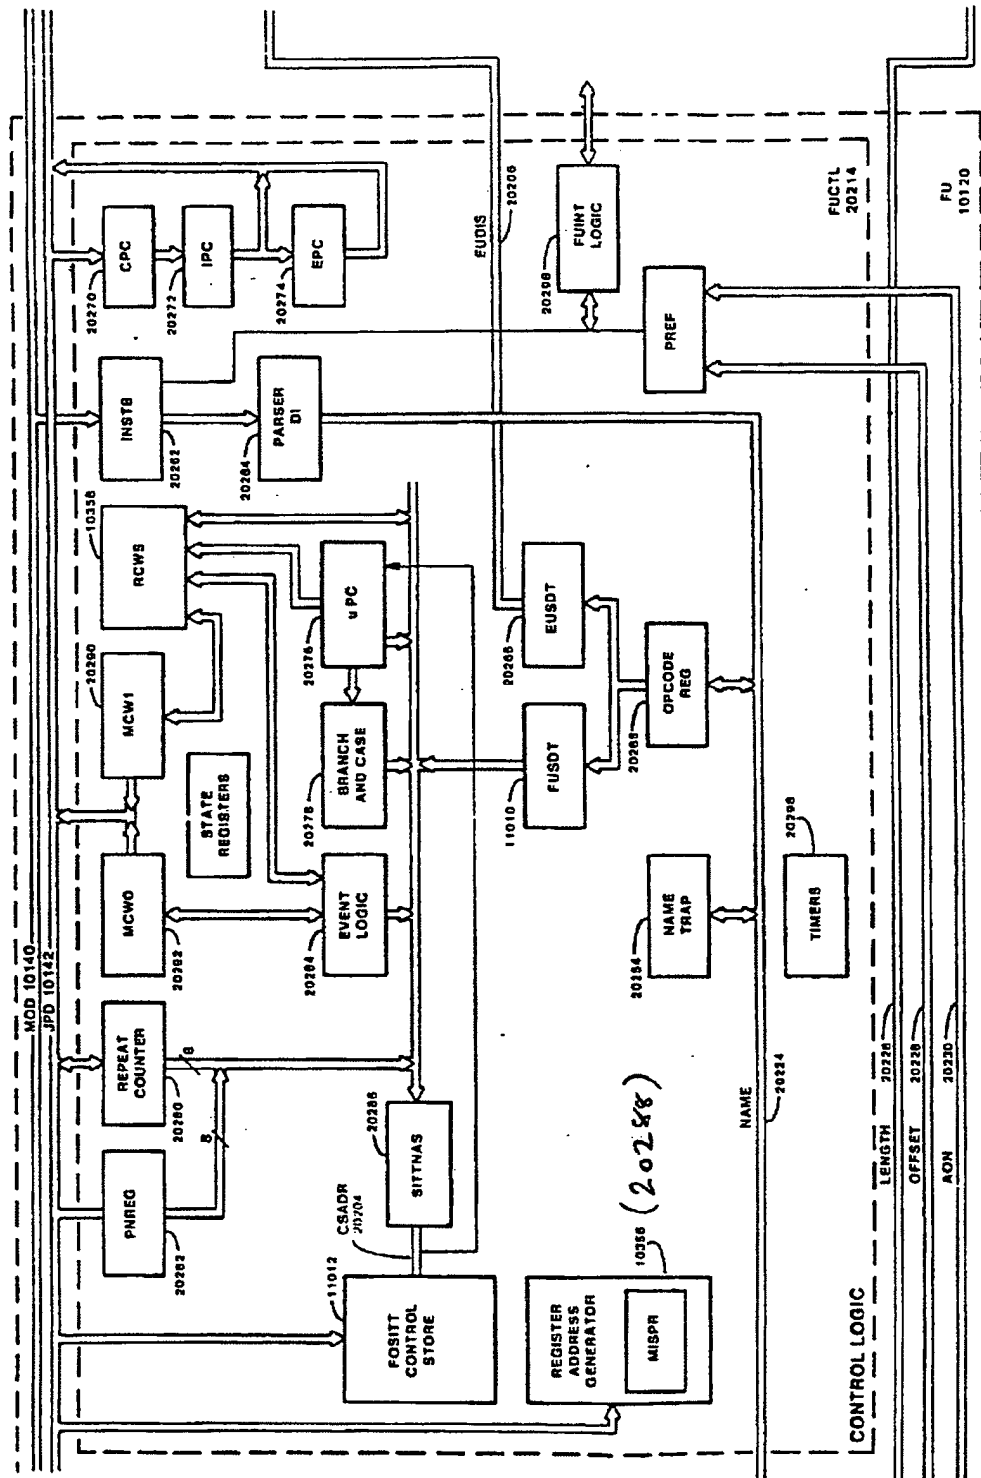 MOD 10140
JPD 10142
PNREG
20282
8
REPEAT
COUNTER
20280
8
MCW0
20292
MCW1
20290
STATE
REGISTERS
RCWS
10358
INSTB
20262
PARSER
DI
20264
CPC
20270
IPC
20272
EPC
20274
FOSITT
CONTROL
STORE
11012
CSADR
20204
SITTNAS
20286
EVENT
LOGIC
20284
BRANCH
AND CASE
20278
uPC
20276
EUDIS
20206
FUSDT
11010
EUSDT
20266
FUINT
LOGIC
20298
REGISTER
ADDRESS
GENERATOR
MISPR
10356
(20288)
NAME
TRAP
20254
OPCODE
REG
20268
PREF
NAME
20224
TIMERS
20296
CONTROL LOGIC
FUCTL
20214
LENGTH
20226
OFFSET
20228
AON
20230
FU
10120